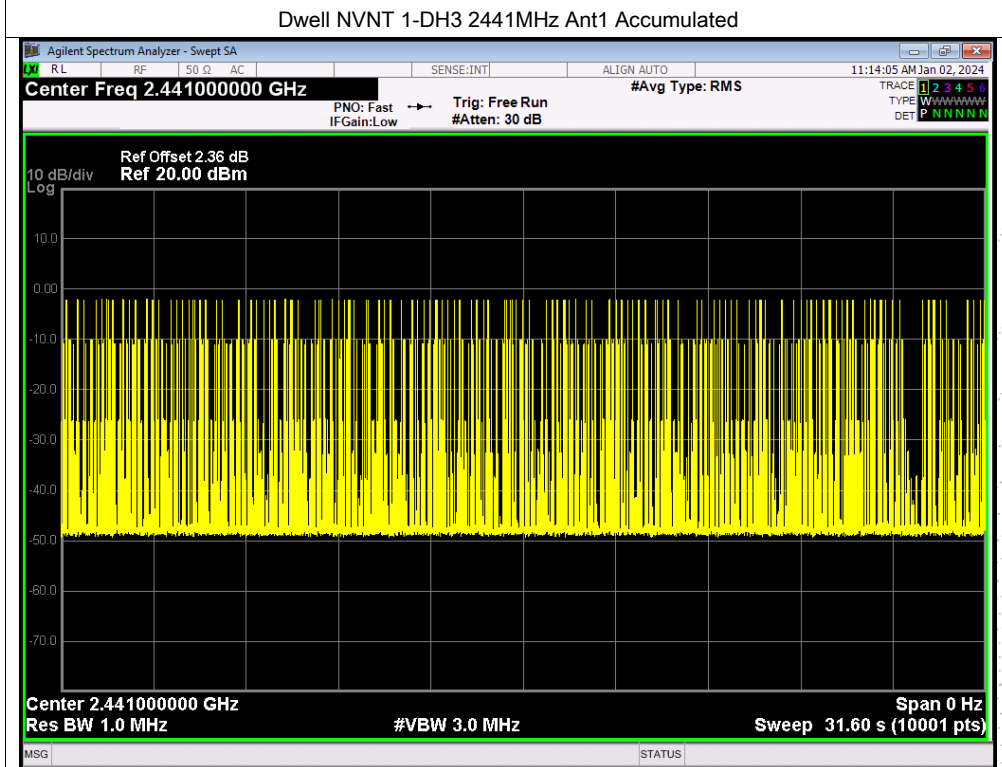 Dwell NVNT 1-DH3 2441MHz Ant1 Accumulated
Agilent Spectrum Analyzer - Swept SA
LXI RL RF 50 Ω AC SENSE:INT ALIGN AUTO 11:14:05 AM Jan 02, 2024
Center Freq 2.441000000 GHz #Avg Type: RMS TRACE 1 2 3 4 5 6
PNO: Fast Trig: Free Run TYPE WWWWWW
IFGain:Low #Atten: 30 dB DET P N N N N N
Ref Offset 2.36 dB
10 dB/div Ref 20.00 dBm
Log
10.0
0.00
-10.0
-20.0
-30.0
-40.0
-50.0
-60.0
-70.0
Center 2.441000000 GHz Span 0 Hz
Res BW 1.0 MHz #VBW 3.0 MHz Sweep 31.60 s (10001 pts)
MSG STATUS